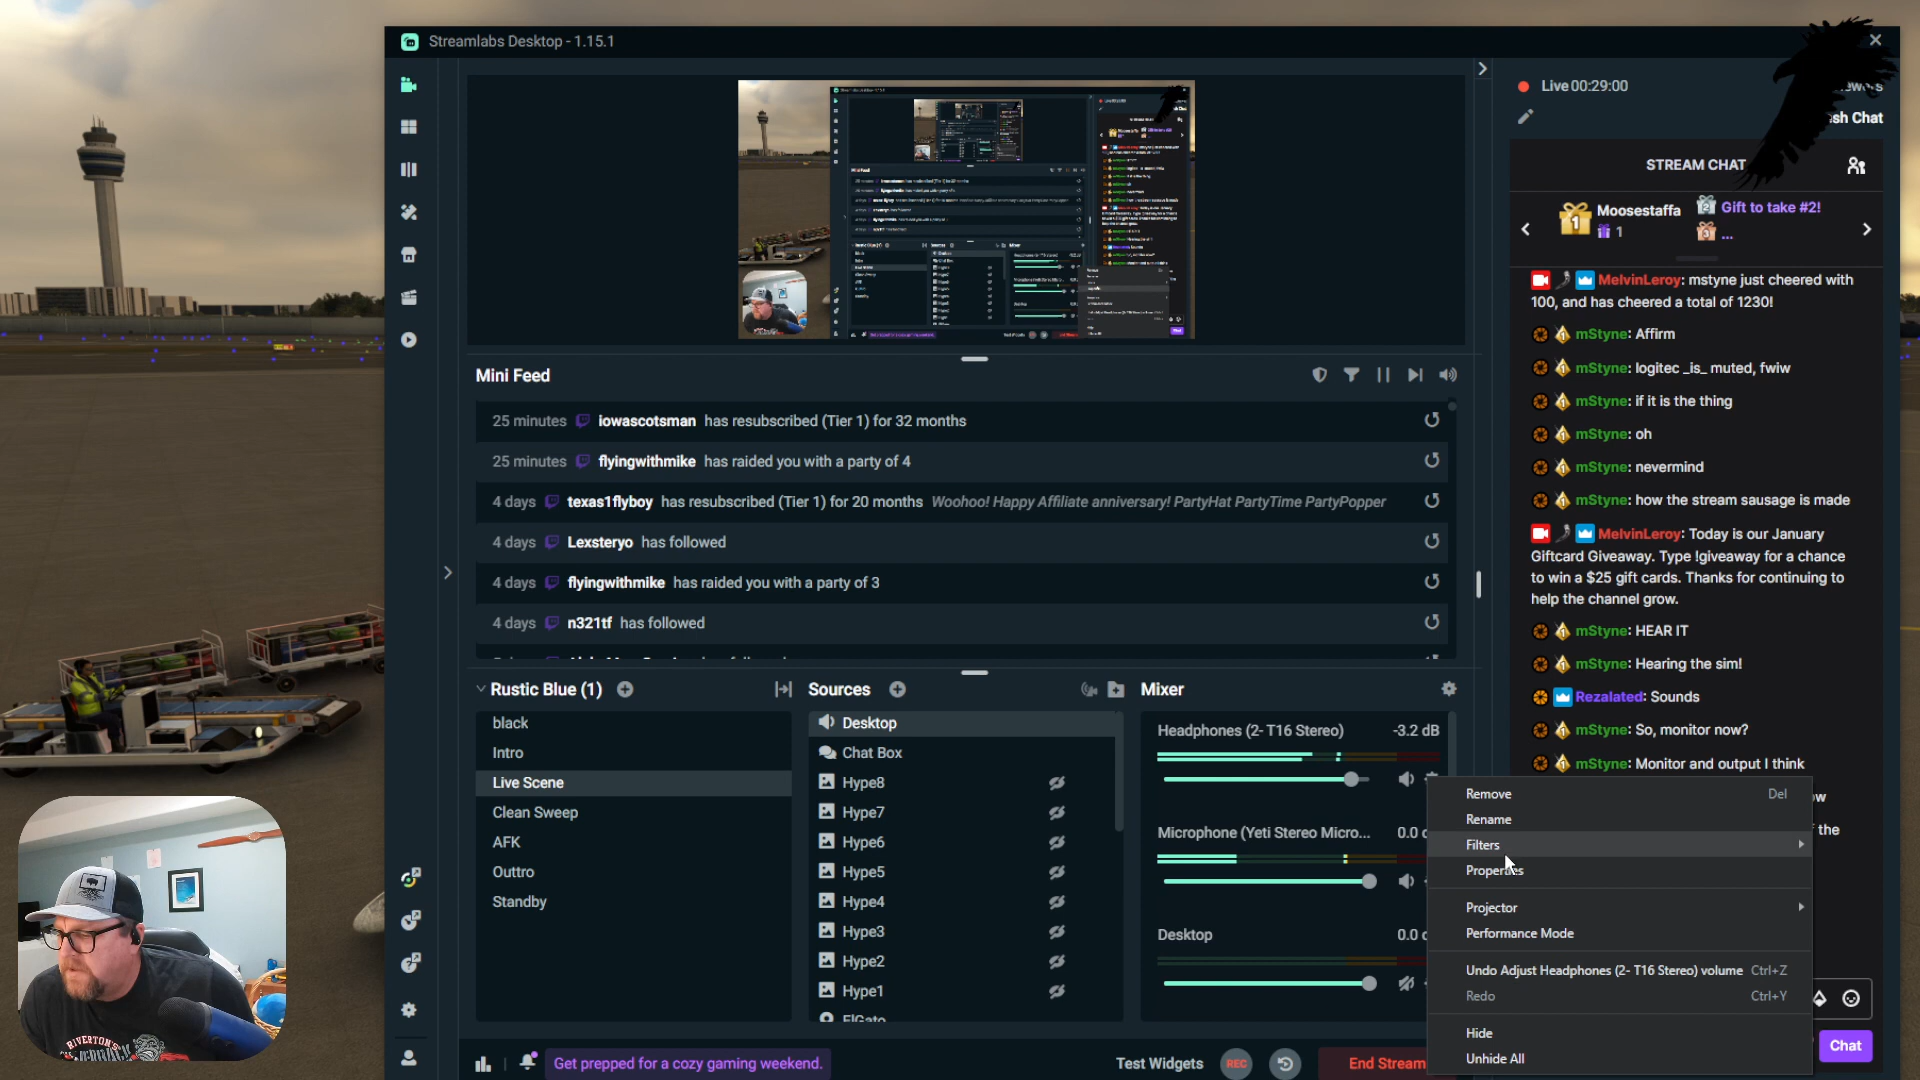 Streamlabs Desktop - 1.15.1
Live 00:29:00
sh Chat
STREAM CHAT
Moosestaffa
1
Gift to take #2!
...
MelvinLeroy: mstyne just cheered with
100, and has cheered a total of 1230!
mStyne: Affirm
mStyne: logitec _is_ muted, fwiw
mStyne: if it is the thing
mStyne: oh
mStyne: nevermind
mStyne: how the stream sausage is made
MelvinLeroy: Today is our January
Giftcard Giveaway. Type !giveaway for a chance
to win a $25 gift cards. Thanks for continuing to
help the channel grow.
mStyne: HEAR IT
mStyne: Hearing the sim!
Rezalated: Sounds
mStyne: So, monitor now?
mStyne: Monitor and output I think
Chat
Mini Feed
25 minutes iowascotsman has resubscribed (Tier 1) for 32 months
25 minutes flyingwithmike has raided you with a party of 4
4 days texas1flyboy has resubscribed (Tier 1) for 20 months Woohoo! Happy Affiliate anniversary! PartyHat PartyTime PartyPopper
4 days Lexsteryo has followed
4 days flyingwithmike has raided you with a party of 3
4 days n321tf has followed
Rustic Blue (1)
black
Intro
Live Scene
Clean Sweep
AFK
Outtro
Standby
Sources
Desktop
Chat Box
Hype8
Hype7
Hype6
Hype5
Hype4
Hype3
Hype2
Hype1
ElGato
Mixer
Headphones (2- T16 Stereo) -3.2 dB
Microphone (Yeti Stereo Micro... 0.0
Desktop 0.0
Remove Del
Rename
Filters
Properties
Projector
Performance Mode
Undo Adjust Headphones (2- T16 Stereo) volume Ctrl+Z
Redo Ctrl+Y
Hide
Unhide All
Get prepped for a cozy gaming weekend.
Test Widgets
REC
End Stream
RIVERTON'S